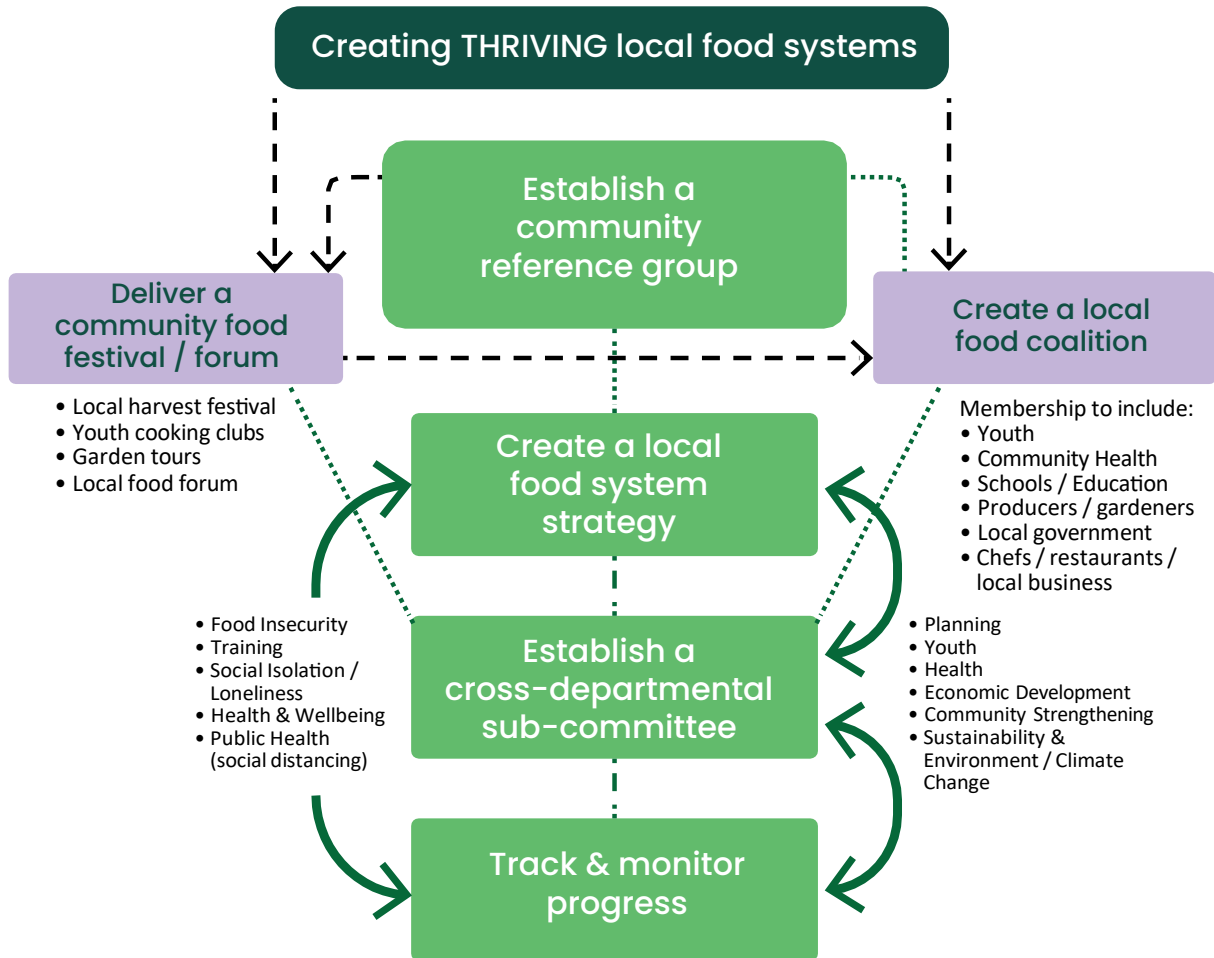 Creating THRIVING local food systems
Establish a
community
reference group
Deliver a
community food
festival / forum
• Local harvest festival
• Youth cooking clubs
• Garden tours
• Local food forum
Create a local
food coalition
Membership to include:
• Youth
• Community Health
• Schools / Education
• Producers / gardeners
• Local government
• Chefs / restaurants /
local business
Create a local
food system
strategy
• Food Insecurity
• Training
• Social Isolation /
Loneliness
• Health & Wellbeing
• Public Health
(social distancing)
Establish a
cross-departmental
sub-committee
• Planning
• Youth
• Health
• Economic Development
• Community Strengthening
• Sustainability &
Environment / Climate
Change
Track & monitor
progress